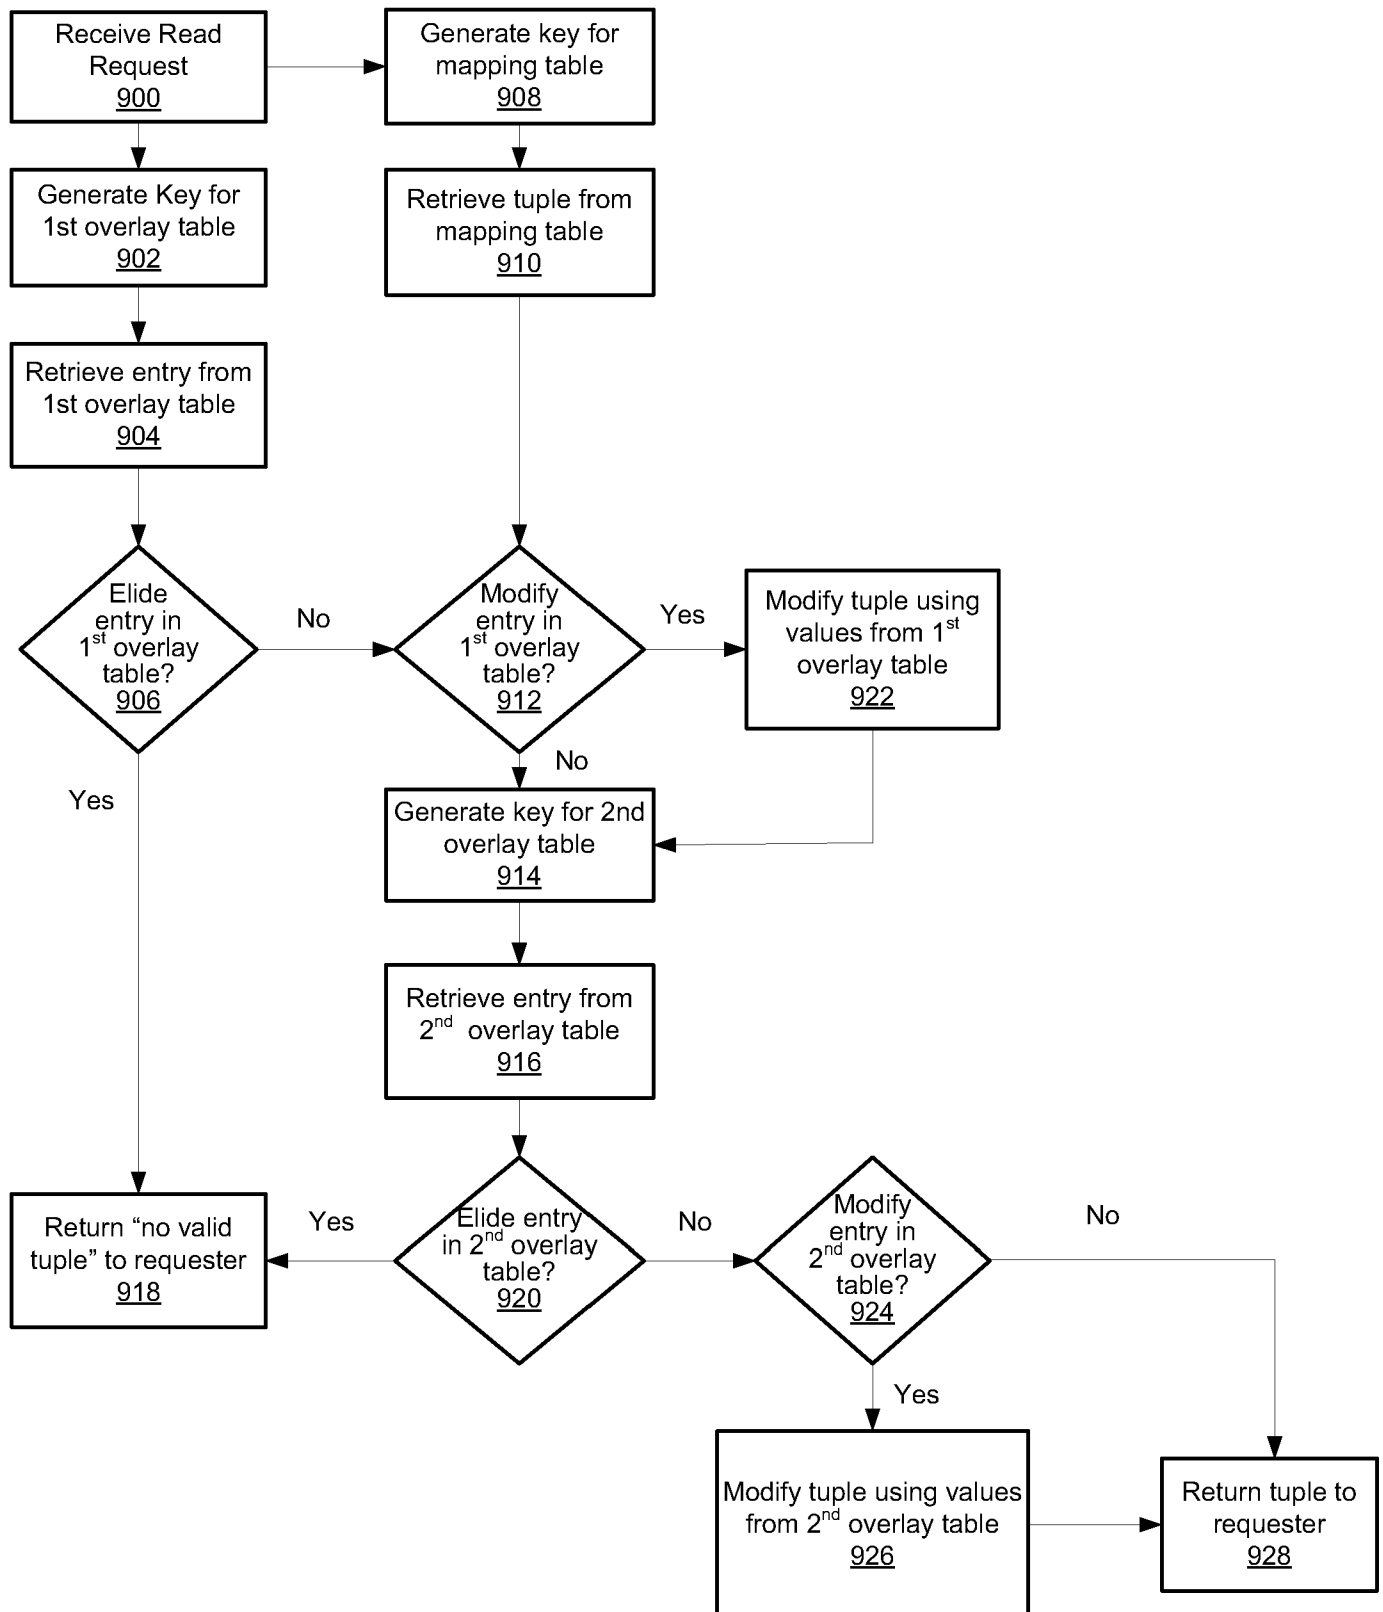 Receive Read
Request
900
Generate key for
mapping table
908
Generate Key for
1st overlay table
902
Retrieve tuple from
mapping table
910
Retrieve entry from
1st overlay table
904
Elide
entry in
1st overlay
table?
906
No
Modify
entry in
1st overlay
table?
912
Yes
Modify tuple using
values from 1st
overlay table
922
Yes
No
Generate key for 2nd
overlay table
914
Retrieve entry from
2nd overlay table
916
Return “no valid
tuple” to requester
918
Yes
Elide entry
in 2nd overlay
table?
920
No
Modify
entry in
2nd overlay
table?
924
No
Yes
Modify tuple using values
from 2nd overlay table
926
Return tuple to
requester
928